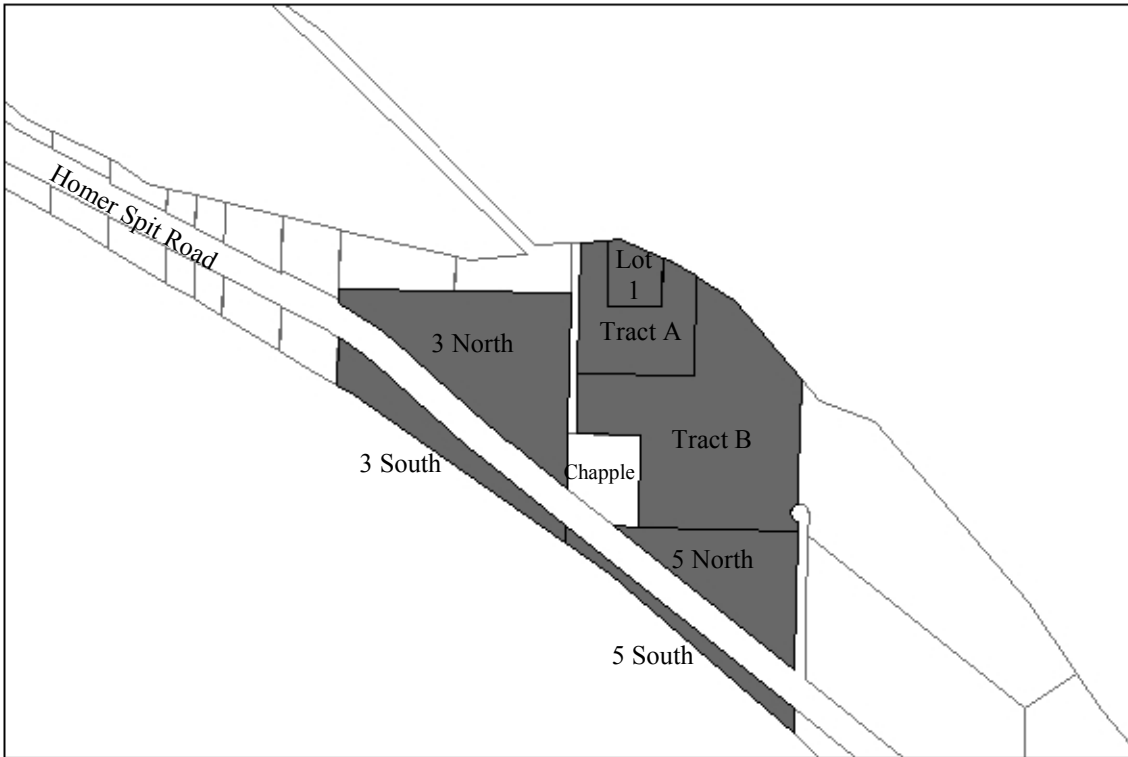 Homer Spit Road
Lot
1
Tract A
3 North
Tract B
3 South
Chapple
5 North
5 South